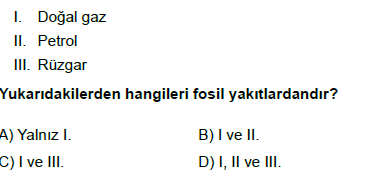 I. Doğal gaz
II. Petrol
III. Rüzgar
Yukarıdakilerden hangileri fosil yakıtlardandır?
A) Yalnız I. B) I ve II.
C) I ve III. D) I, II ve III.